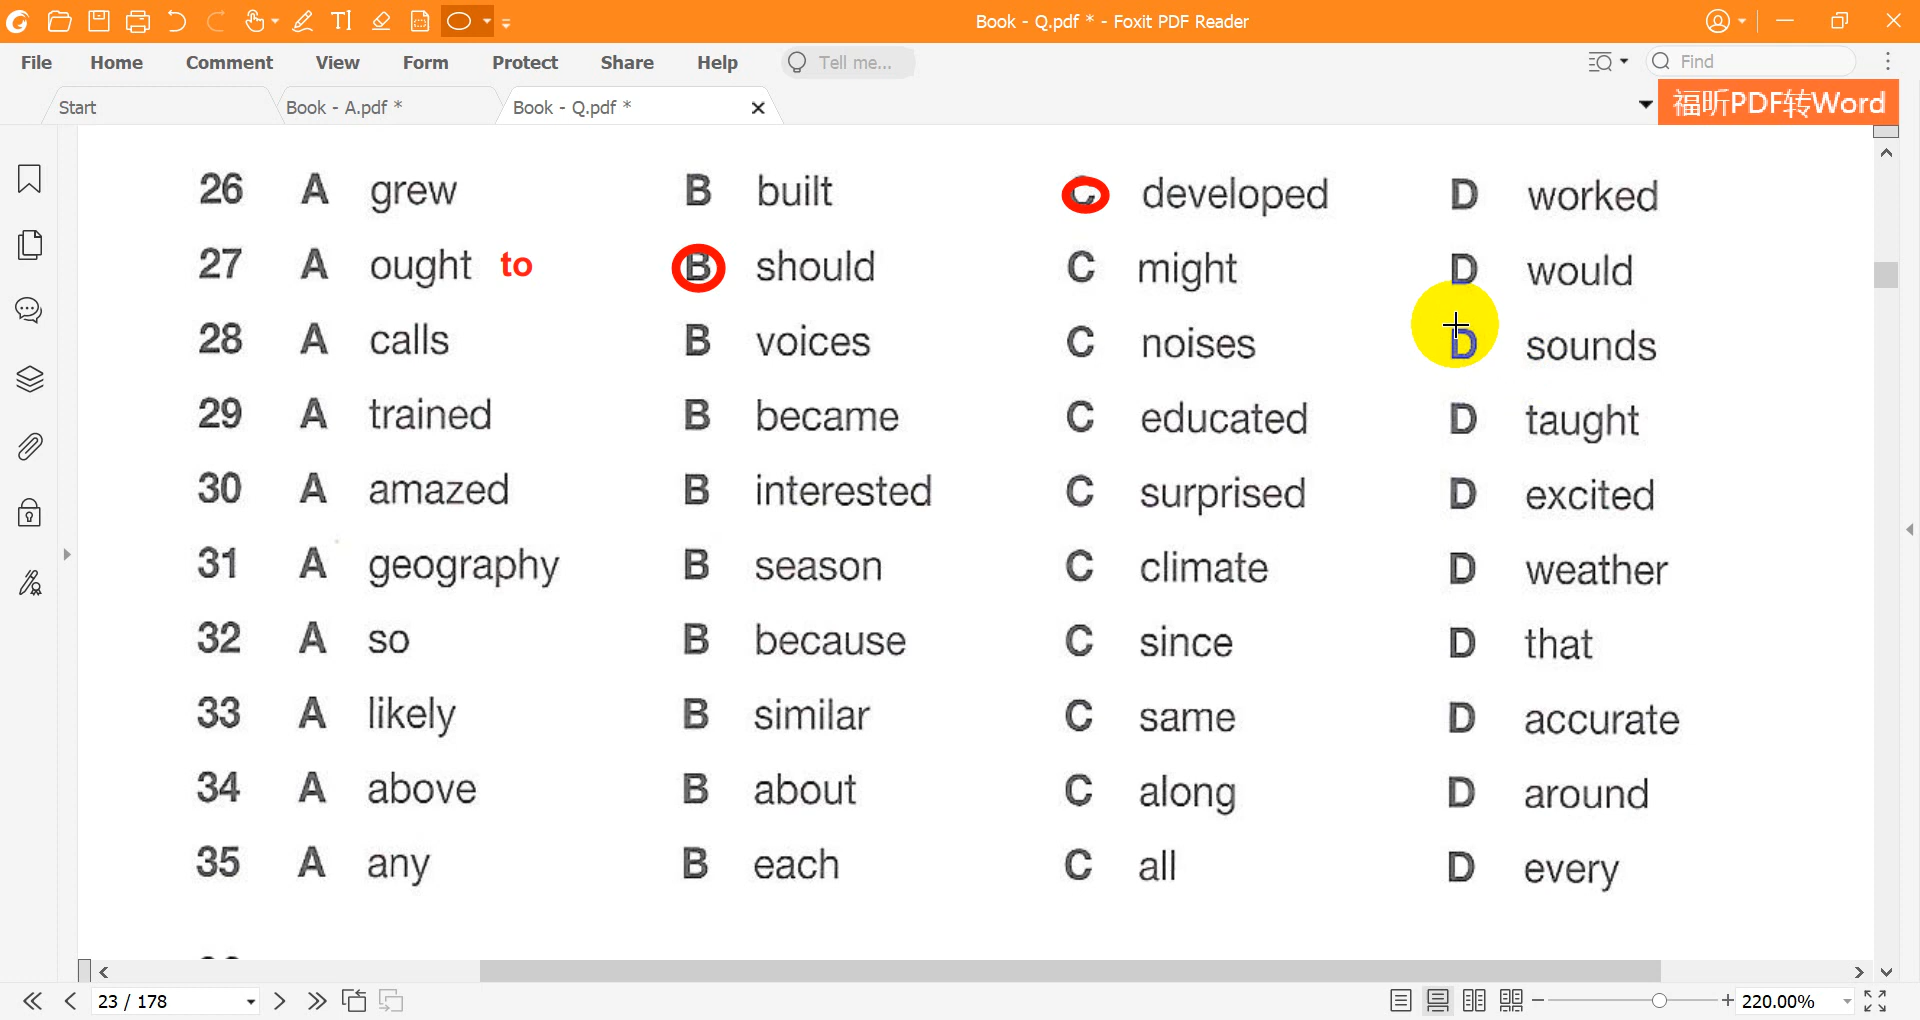 TI
Book - Q.pdf * - Foxit PDF Reader
File Home Comment View Form Protect Share Help Tell me... Find
Start Book - A.pdf * Book - Q.pdf * 福昕PDF转Word
26 A grew B built C developed D worked
27 A ought to B should C might D would
28 A calls B voices C noises D sounds
29 A trained B became C educated D taught
30 A amazed B interested C surprised D excited
31 A geography B season C climate D weather
32 A so B because C since D that
33 A likely B similar C same D accurate
34 A above B about C along D around
35 A any B each C all D every
23 / 178 220.00%